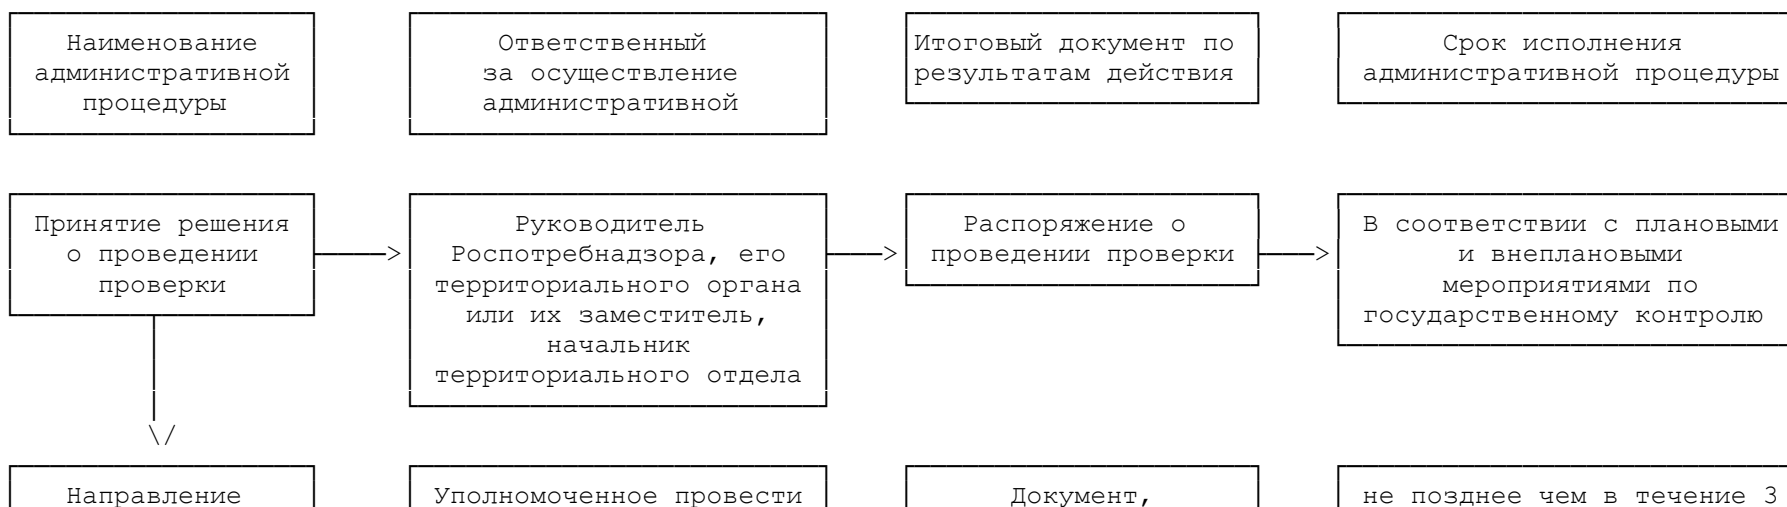 Наименование
административной
процедуры
Ответственный
за осуществление
административной
Итоговый документ по
результатам действия
Срок исполнения
административной процедуры
Принятие решения
о проведении
проверки
Руководитель
Роспотребнадзора, его
территориального органа
или их заместитель,
начальник
территориального отдела
Распоряжение о
проведении проверки
В соответствии с плановыми
и внеплановыми
мероприятиями по
государственному контролю
Направление
Уполномоченное провести
Документ,
не позднее чем в течение 3